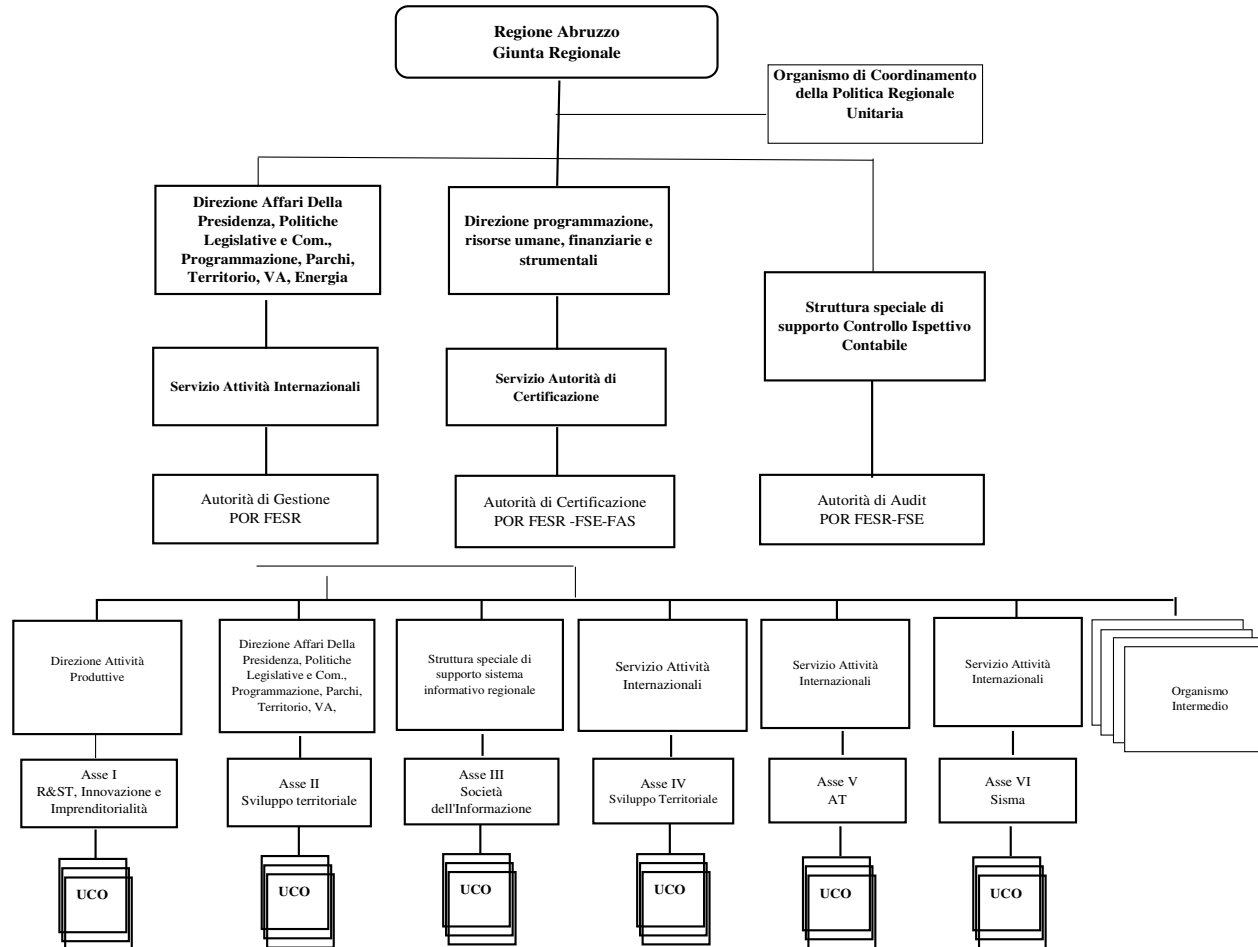 Regione Abruzzo
Giunta Regionale
Organismo di Coordinamento
della Politica Regionale
Unitaria
Direzione Affari Della
Presidenza, Politiche
Legislative e Com.,
Programmazione, Parchi,
Territorio, VA, Energia
Direzione programmazione,
risorse umane, finanziarie e
strumentali
Struttura speciale di
supporto Controllo Ispettivo
Contabile
Servizio Attività Internazionali
Servizio Autorità di
Certificazione
Autorità di Gestione
POR FESR
Autorità di Certificazione
POR FESR -FSE-FAS
Autorità di Audit
POR FESR-FSE
Direzione Attività
Produttive
Direzione Affari Della
Presidenza, Politiche
Legislative e Com.,
Programmazione, Parchi,
Territorio, VA,
Struttura speciale di
supporto sistema
informativo regionale
Servizio Attività
Internazionali
Servizio Attività
Internazionali
Servizio Attività
Internazionali
Organismo
Intermedio
Asse I
R&ST, Innovazione e
Imprenditorialità
Asse II
Sviluppo territoriale
Asse III
Società
dell'Informazione
Asse IV
Sviluppo Territoriale
Asse V
AT
Asse VI
Sisma
UCO
UCO
UCO
UCO
UCO
UCO